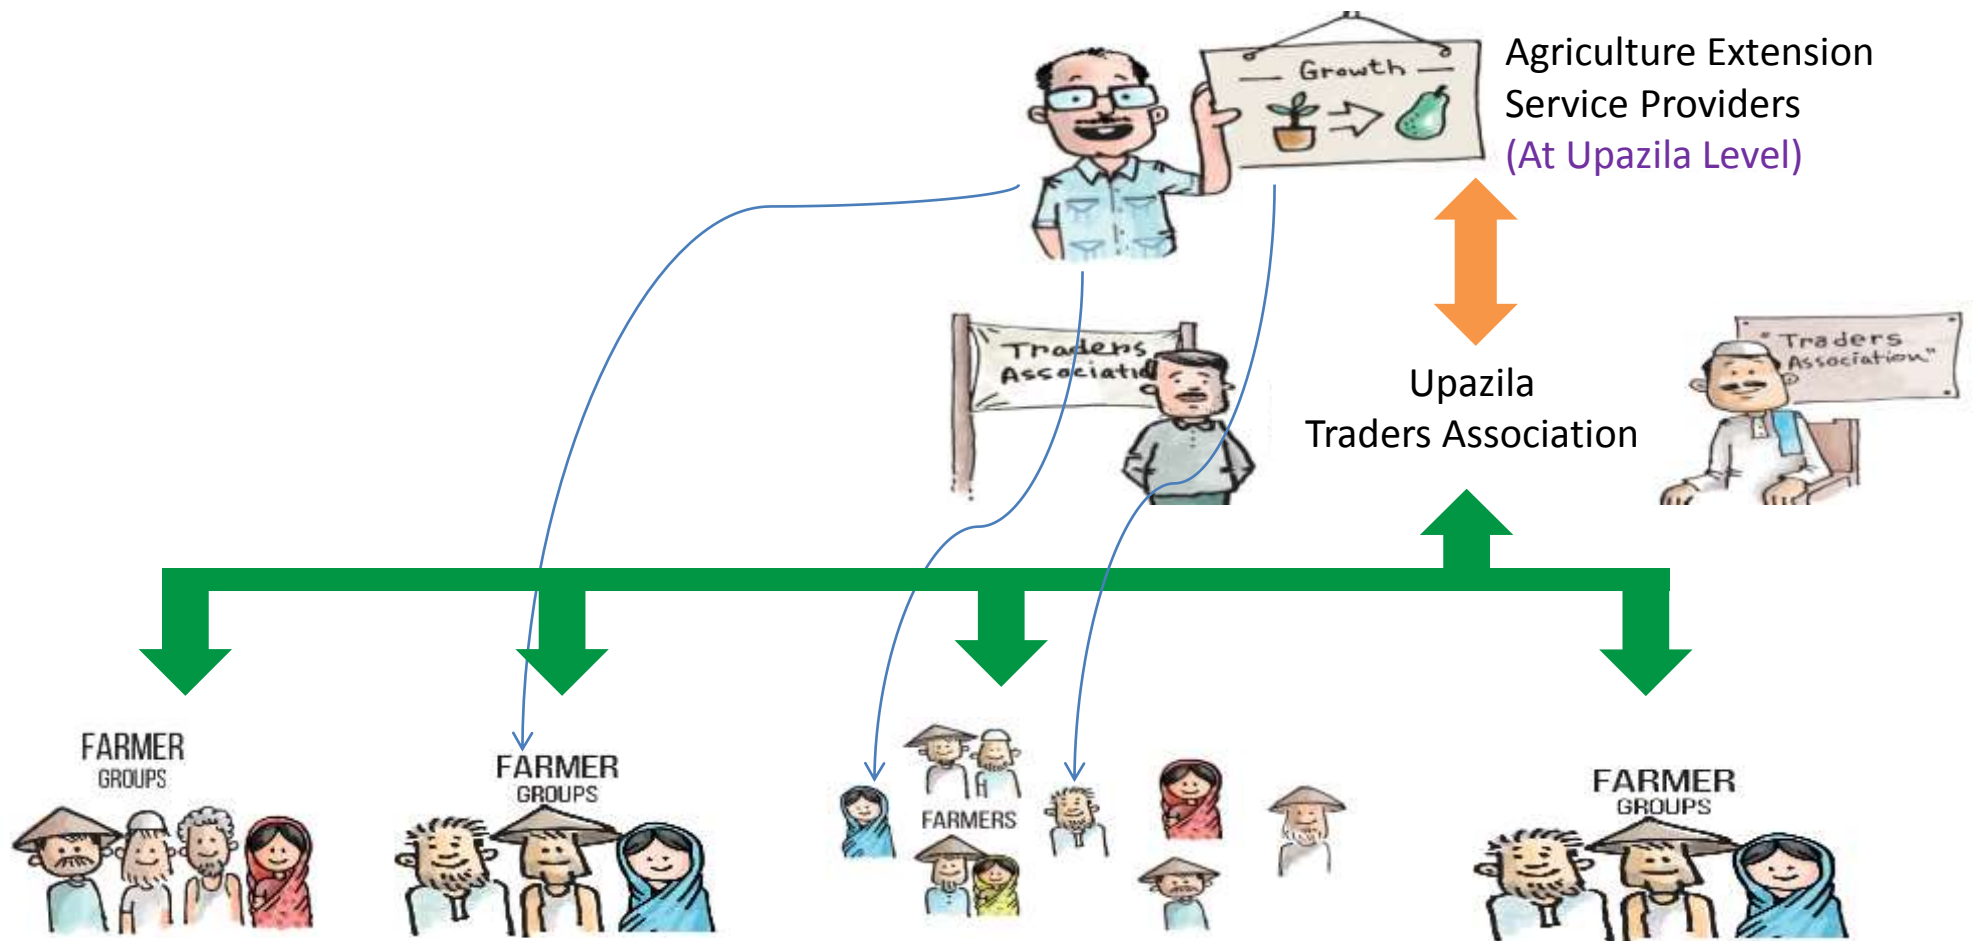 Growth
Agriculture Extension
Service Providers
(At Upazila Level)
Traders
Associatio
Upazila
Traders Association
"Traders
Association"
FARMER
GROUPS
FARMER
GROUPS
FARMERS
FARMER
GROUPS